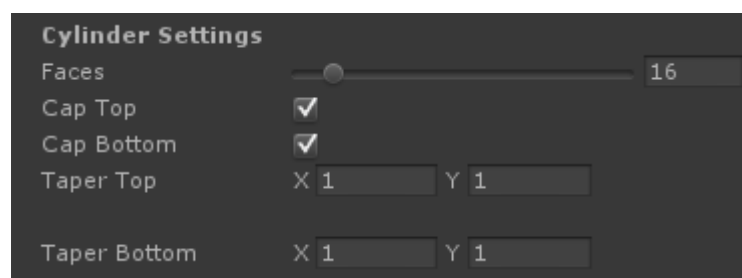 Cylinder Settings
Faces 16
Cap Top
Cap Bottom
Taper Top X 1 Y 1
Taper Bottom X 1 Y 1